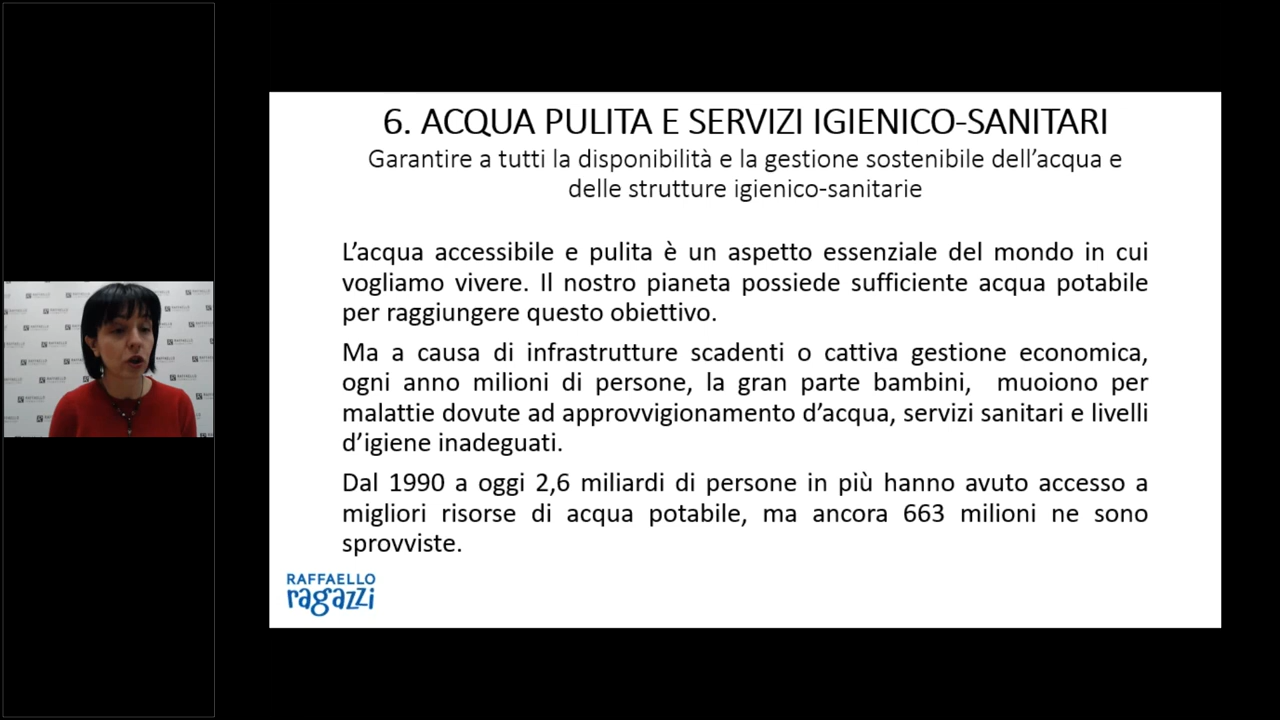 6. ACQUA PULITA E SERVIZI IGIENICO-SANITARI
Garantire a tutti la disponibilità e la gestione sostenibile dell’acqua e
delle strutture igienico-sanitarie
L’acqua accessibile e pulita è un aspetto essenziale del mondo in cui
vogliamo vivere. Il nostro pianeta possiede sufficiente acqua potabile
per raggiungere questo obiettivo.
Ma a causa di infrastrutture scadenti o cattiva gestione economica,
ogni anno milioni di persone, la gran parte bambini,  muoiono per
malattie dovute ad approvvigionamento d’acqua, servizi sanitari e livelli
d’igiene inadeguati.
Dal 1990 a oggi 2,6 miliardi di persone in più hanno avuto accesso a
migliori risorse di acqua potabile, ma ancora 663 milioni ne sono
sprovviste.
RAFFAELLO
ragazzi